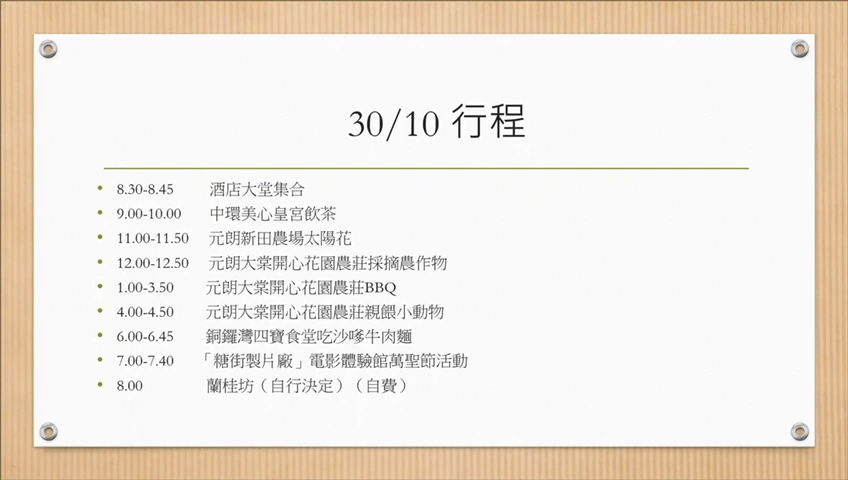 30/10 行程
• 8.30-8.45 酒店大堂集合
• 9.00-10.00 中環美心皇宮飲茶
• 11.00-11.50 元朗新田農場太陽花
• 12.00-12.50 元朗大棠開心花園農莊採摘農作物
• 1.00-3.50 元朗大棠開心花園農莊BBQ
• 4.00-4.50 元朗大棠開心花園農莊親餵小動物
• 6.00-6.45 銅鑼灣四寶食堂吃沙嗲牛肉麵
• 7.00-7.40 「糖街製片廠」電影體驗館萬聖節活動
• 8.00 蘭桂坊（自行決定）（自費）